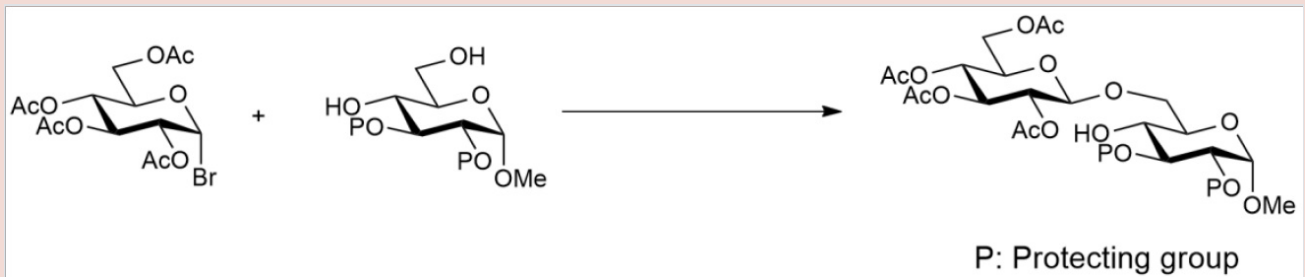 OAc
O
AcO
AcO
AcO
Br
+
OH
O
HO
PO
PO
OMe
OAc
O
AcO
AcO
AcO
O
O
HO
PO
PO
OMe
P: Protecting group